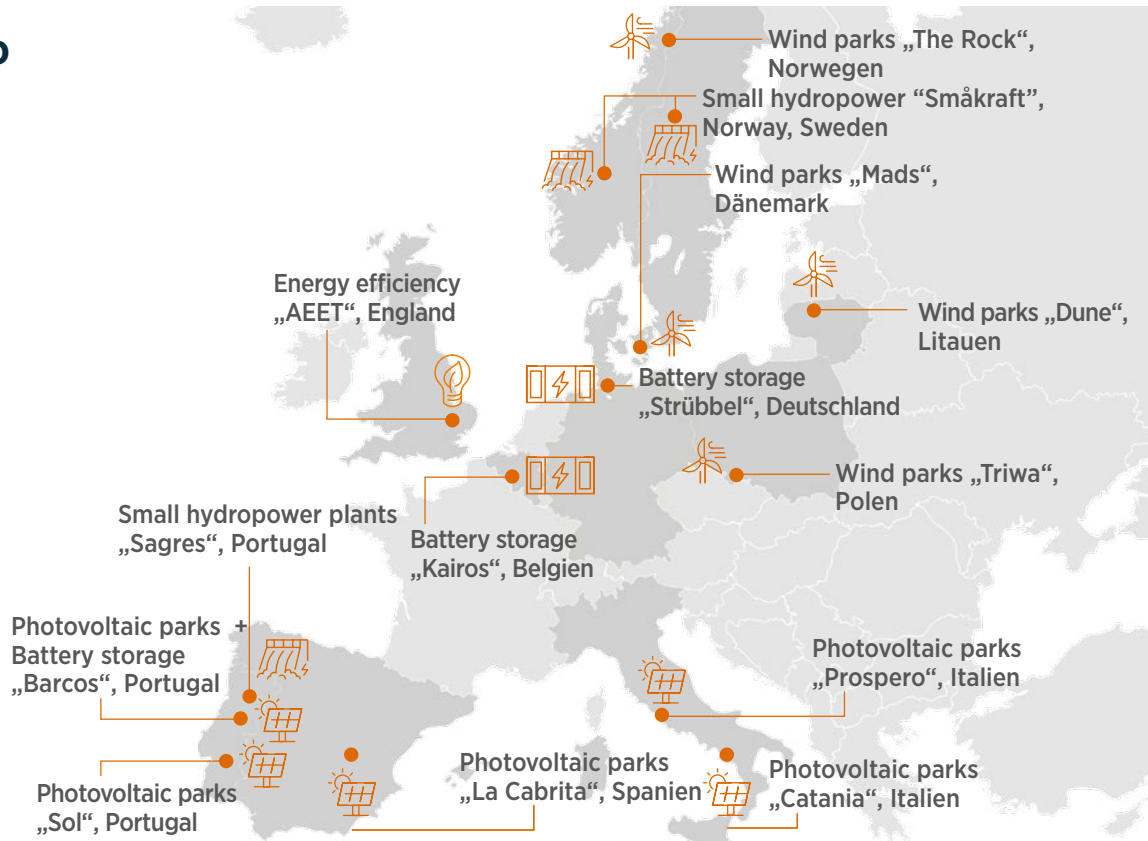 Wind parks „The Rock“,
Norwegen
Small hydropower “Småkraft”,
Norway, Sweden
Wind parks „Mads“,
Dänemark
Energy efficiency
„AEET“, England
Wind parks „Dune“,
Litauen
Battery storage
„Strübbel“, Deutschland
Wind parks „Triwa“,
Polen
Small hydropower plants
„Sagres“, Portugal
Battery storage
„Kairos“, Belgien
Photovoltaic parks +
Battery storage
„Barcos“, Portugal
Photovoltaic parks
„Prospero“, Italien
Photovoltaic parks
„La Cabrita“, Spanien
Photovoltaic parks
„Catania“, Italien
Photovoltaic parks
„Sol“, Portugal